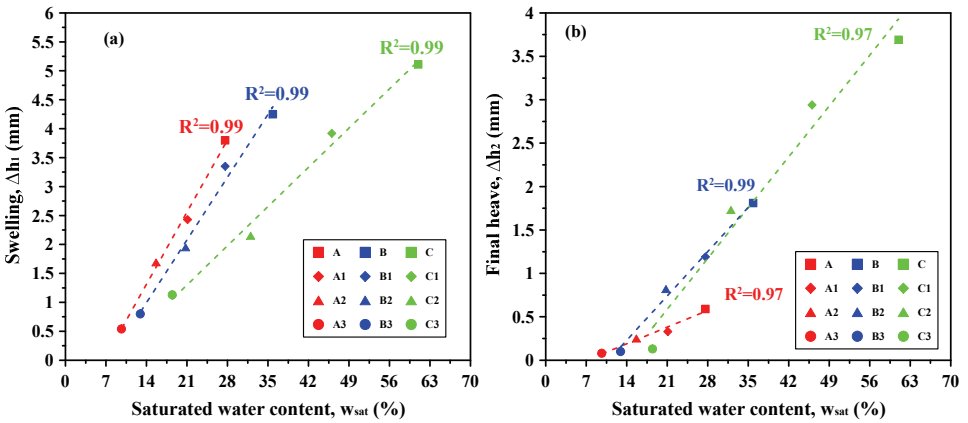 (a)
R²=0.99
R²=0.99
R²=0.99
Swelling, Δh₁ (mm)
6
5.5
5
4.5
4
3.5
3
2.5
2
1.5
1
0.5
0
A B C
A1 B1 C1
A2 B2 C2
A3 B3 C3
0 7 14 21 28 35 42 49 56 63 70
Saturated water content, wsat (%)
(b)
R²=0.97
R²=0.99
R²=0.97
Final heave, Δh₂ (mm)
4
3.5
3
2.5
2
1.5
1
0.5
0
A B C
A1 B1 C1
A2 B2 C2
A3 B3 C3
0 7 14 21 28 35 42 49 56 63 70
Saturated water content, wsat (%)